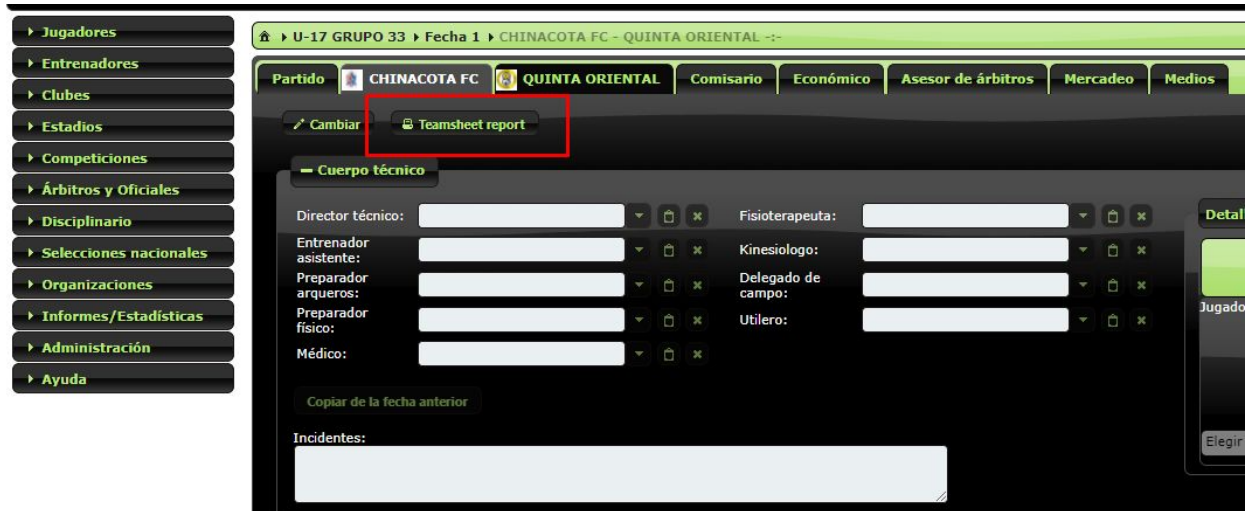 Jugadores
Entrenadores
Clubes
Estadios
Competiciones
Árbitros y Oficiales
Disciplinario
Selecciones nacionales
Organizaciones
Informes/Estadísticas
Administración
Ayuda
U-17 GRUPO 33 Fecha 1 CHINACOTA FC - QUINTA ORIENTAL -:-
Partido CHINACOTA FC QUINTA ORIENTAL Comisario Económico Asesor de árbitros Mercadeo Medios
Cambiar Teamsheet report
Cuerpo técnico
Director técnico: Fisioterapeuta: Detal
Entrenador
asistente: Kinesiologo:
Preparador
arqueros: Delegado de
campo:
Preparador
físico: Utilero: Jugado
Médico:
Copiar de la fecha anterior
Incidentes: Elegir